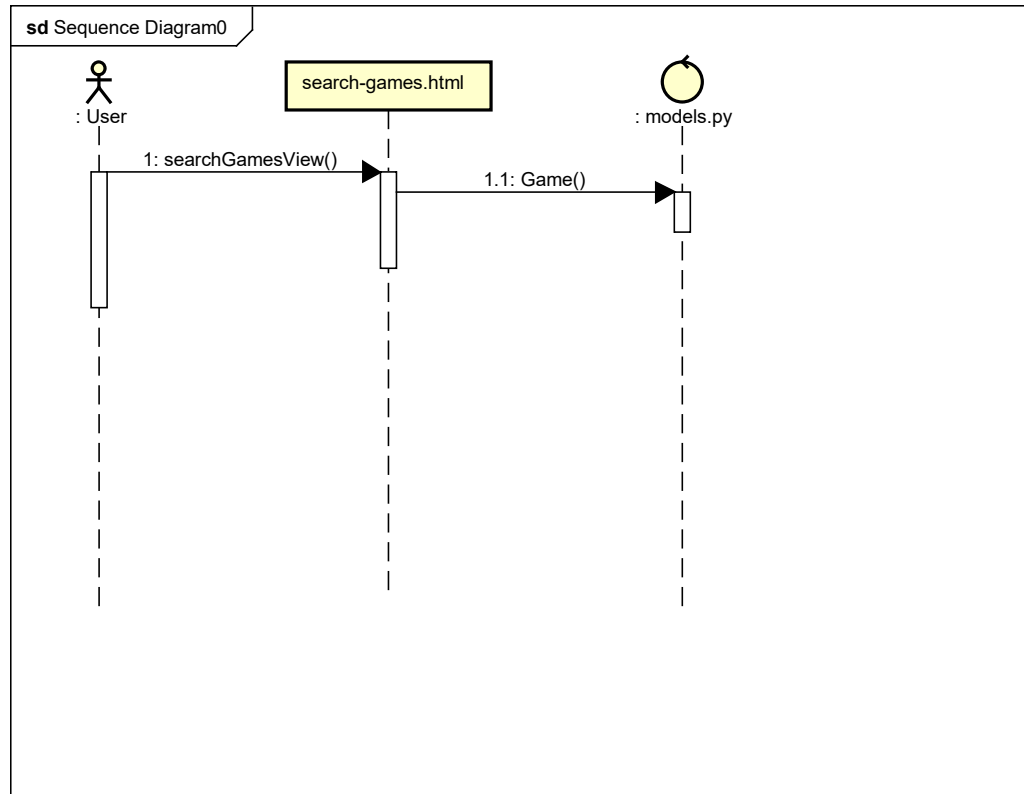 sd Sequence Diagram0
search-games.html
: User
: models.py
1: searchGamesView()
1.1: Game()